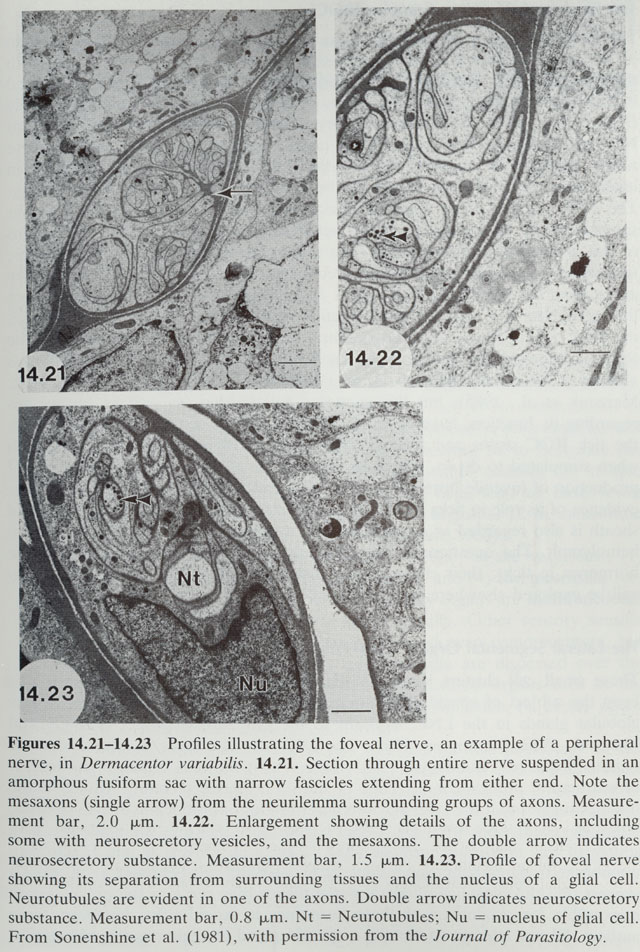 14.21
14.22
Nt
Nu
14.23
Figures 14.21–14.23 Profiles illustrating the foveal nerve, an example of a peripheral
nerve, in Dermacentor variabilis. 14.21. Section through entire nerve suspended in an
amorphous fusiform sac with narrow fascicles extending from either end. Note the
mesaxons (single arrow) from the neurilemma surrounding groups of axons. Measure-
ment bar, 2.0 μm. 14.22. Enlargement showing details of the axons, including
some with neurosecretory vesicles, and the mesaxons. The double arrow indicates
neurosecretory substance. Measurement bar, 1.5 μm. 14.23. Profile of foveal nerve
showing its separation from surrounding tissues and the nucleus of a glial cell.
Neurotubules are evident in one of the axons. Double arrow indicates neurosecretory
substance. Measurement bar, 0.8 μm. Nt = Neurotubules; Nu = nucleus of glial cell.
From Sonenshine et al. (1981), with permission from the Journal of Parasitology.